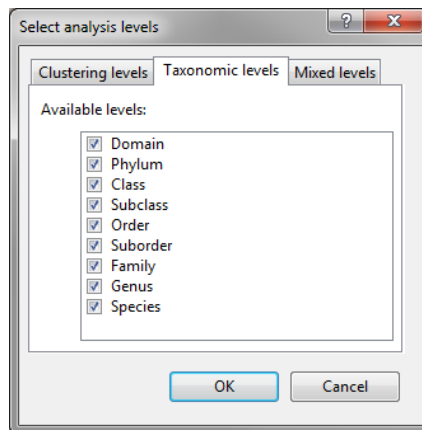 Select analysis levels
?
Clustering levels Taxonomic levels Mixed levels
Available levels:
Domain
Phylum
Class
Subclass
Order
Suborder
Family
Genus
Species
OK Cancel